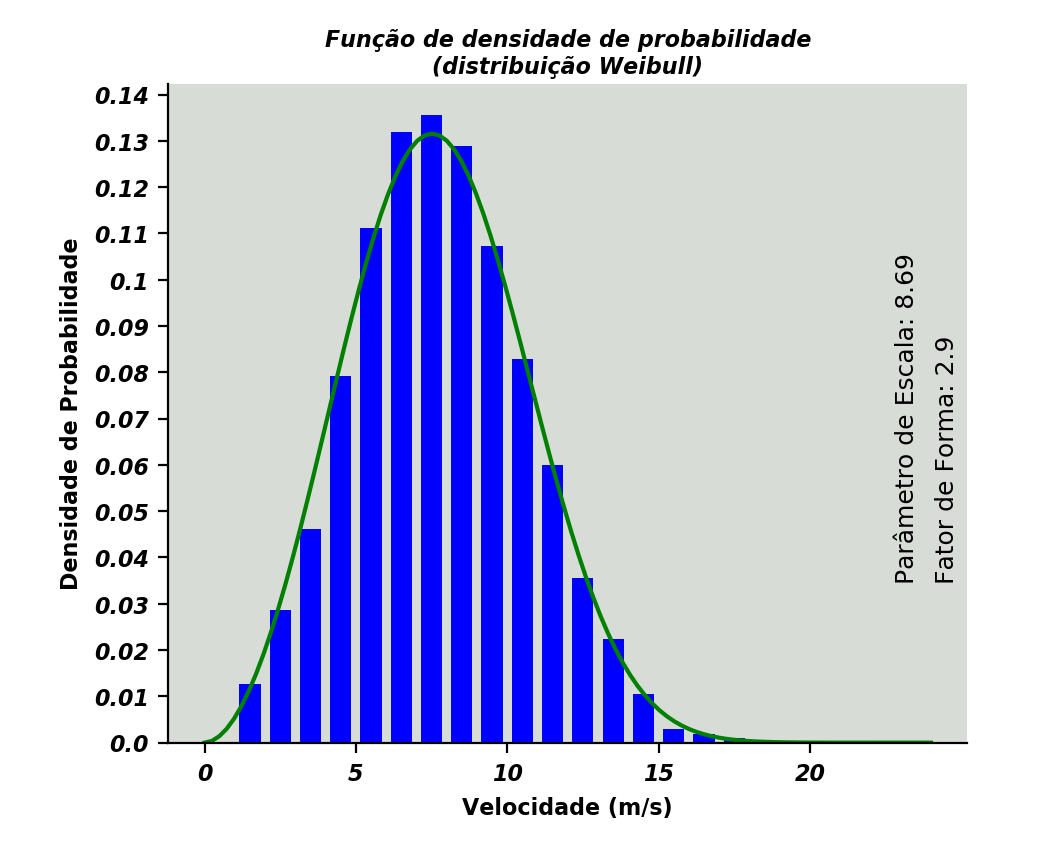 Função de densidade de probabilidade
(distribuição Weibull)
0.14
0.13
0.12
0.11
0.1
0.09
0.08
0.07
0.06
0.05
0.04
0.03
0.02
0.01
0.0
Densidade de Probabilidade
Parâmetro de Escala: 8.69
Fator de Forma: 2.9
0 5 10 15 20
Velocidade (m/s)